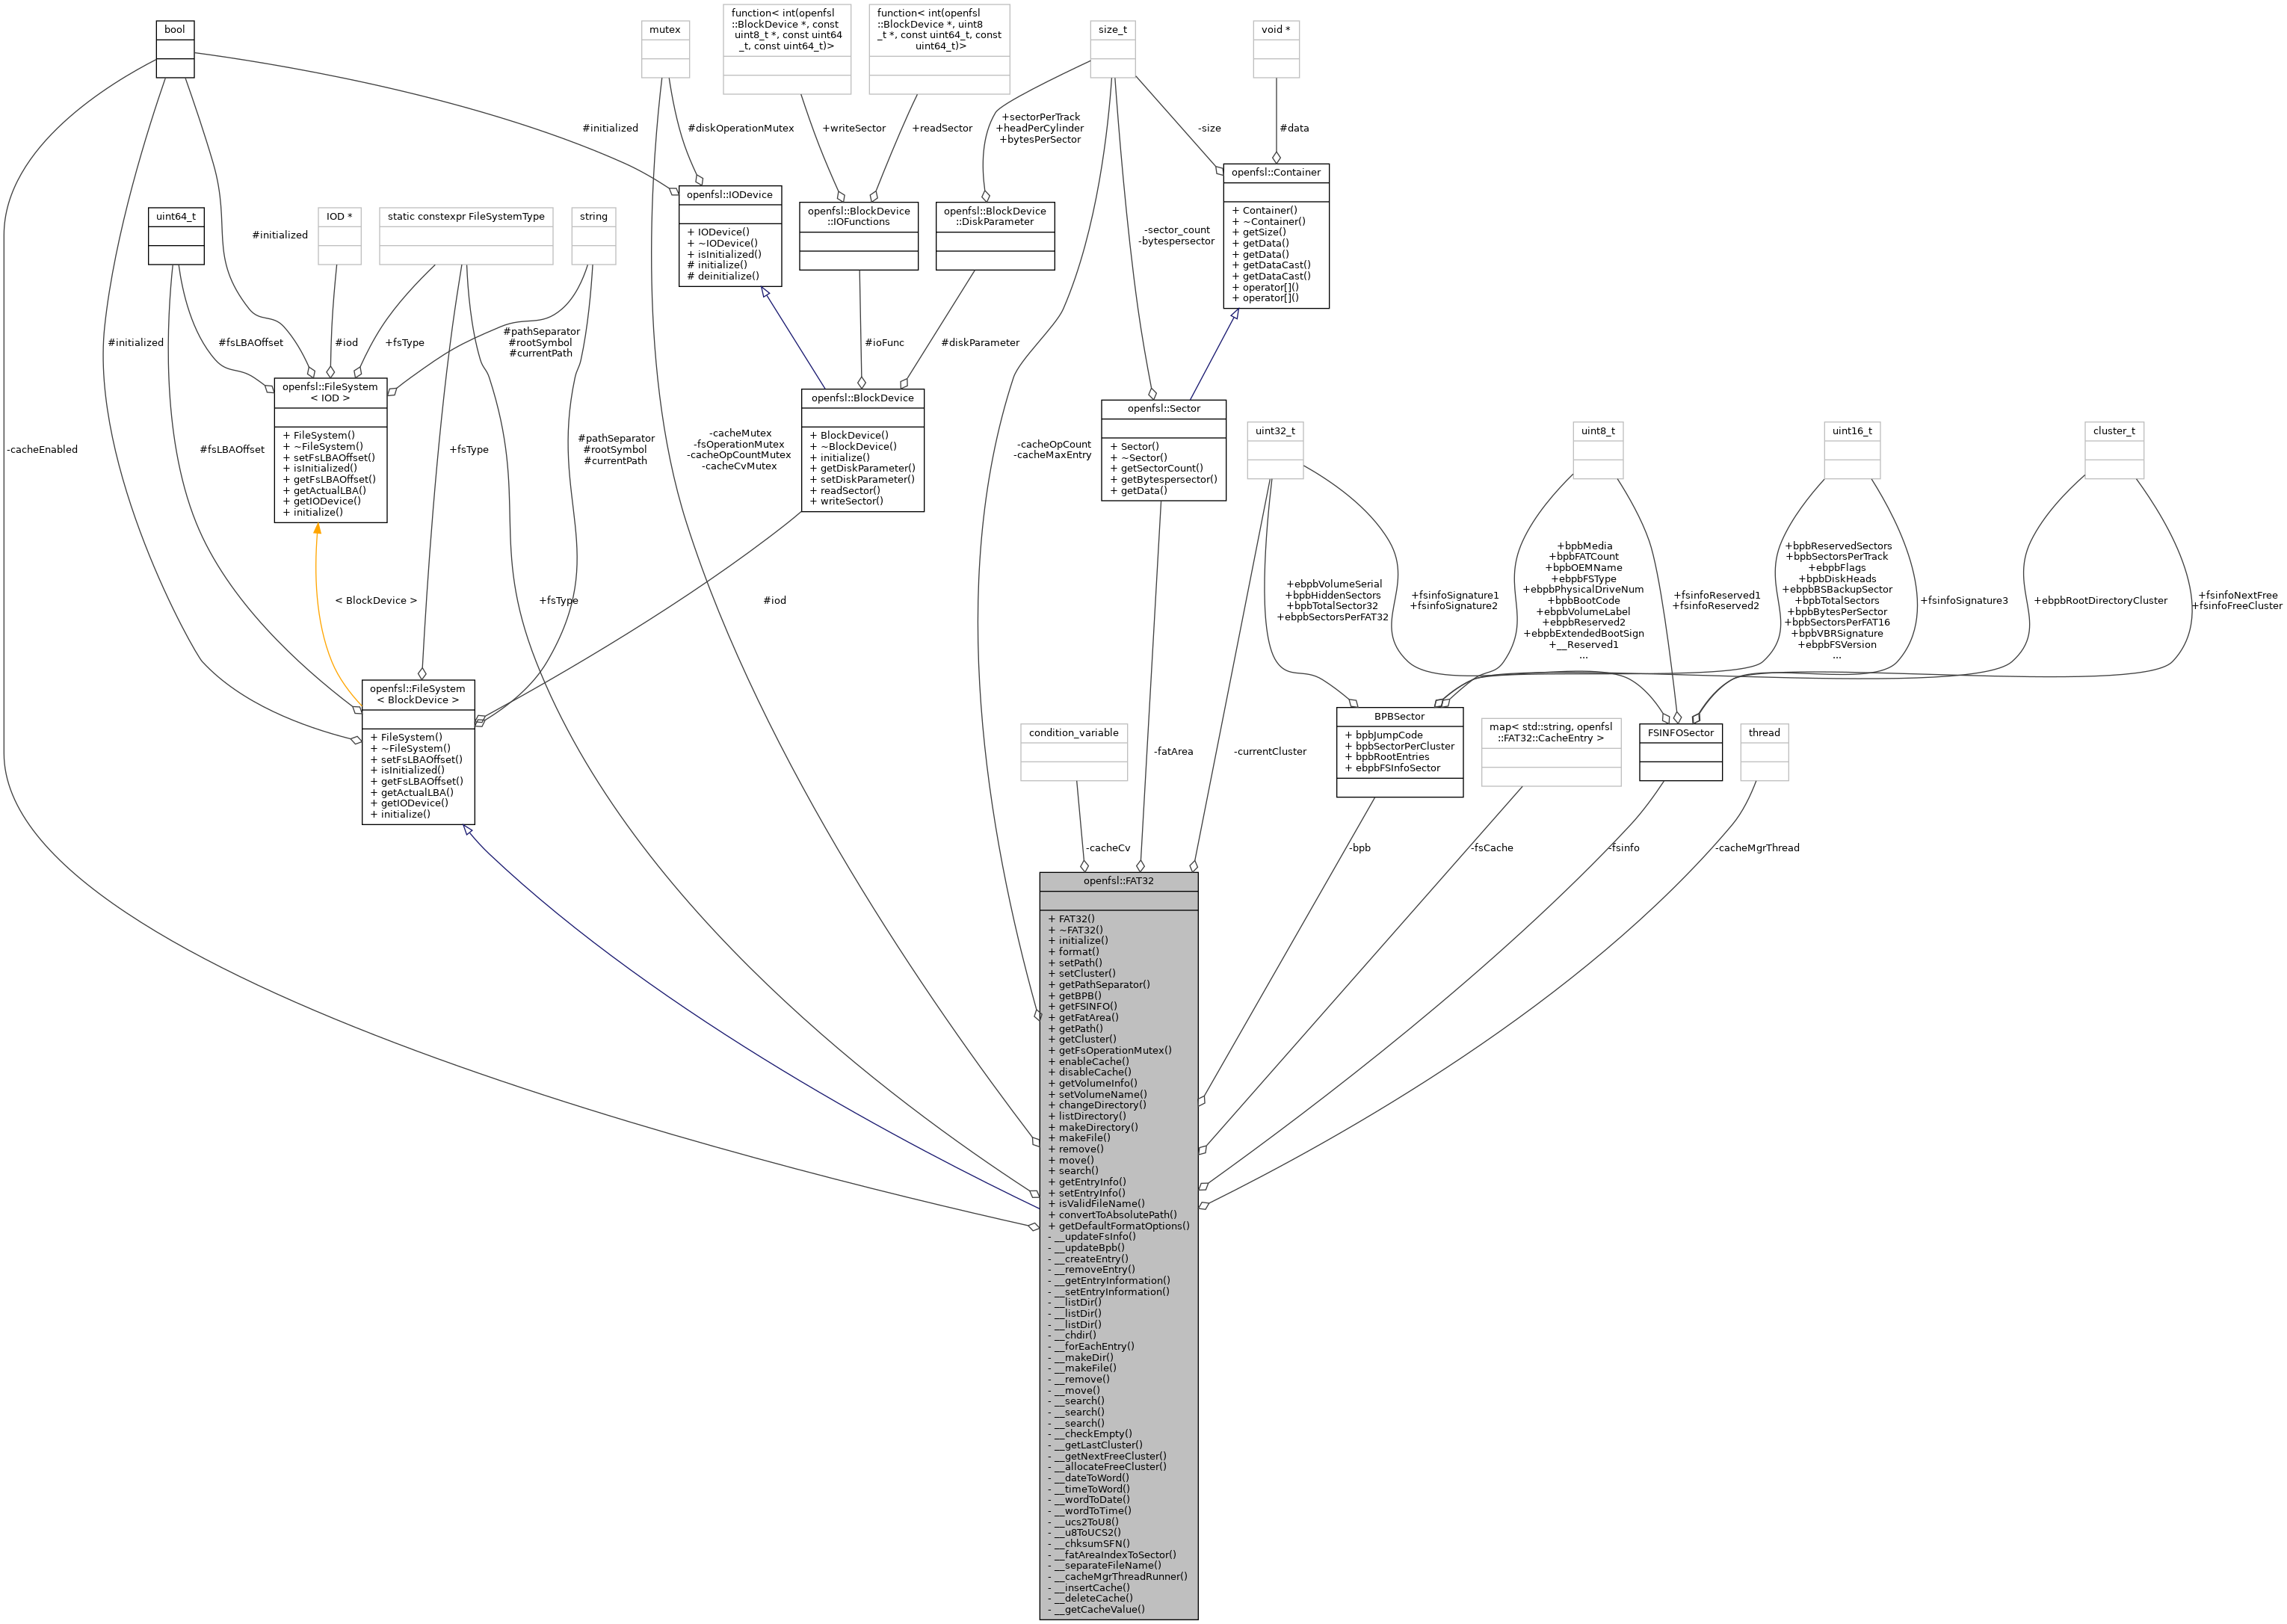 bool
mutex
function< int(openfsl
::BlockDevice *, const
uint8_t *, const uint64
_t, const uint64_t)>
function< int(openfsl
::BlockDevice *, uint8
_t *, const uint64_t, const
uint64_t)>
size_t
void *
#initialized
#diskOperationMutex
+writeSector
+readSector
+sectorPerTrack
+headPerCylinder
+bytesPerSector
-size
#data
uint64_t
IOD *
static constexpr FileSystemType
string
#initialized
openfsl::IODevice
+ IODevice()
+ ~IODevice()
+ isInitialized()
# initialize()
# deinitialize()
openfsl::BlockDevice
::IOFunctions
openfsl::BlockDevice
::DiskParameter
-sector_count
-bytespersector
openfsl::Container
+ Container()
+ ~Container()
+ getSize()
+ getData()
+ getData()
+ getDataCast()
+ getDataCast()
+ operator[]()
+ operator[]()
#initialized
#fsLBAOffset
#iod
+fsType
#pathSeparator
#rootSymbol
#currentPath
#ioFunc
#diskParameter
openfsl::FileSystem
< IOD >
+ FileSystem()
+ ~FileSystem()
+ setFsLBAOffset()
+ isInitialized()
+ getFsLBAOffset()
+ getActualLBA()
+ getIODevice()
+ initialize()
-cacheEnabled
#fsLBAOffset
+fsType
#pathSeparator
#rootSymbol
#currentPath
-cacheMutex
-fsOperationMutex
-cacheOpCountMutex
-cacheCvMutex
openfsl::BlockDevice
+ BlockDevice()
+ ~BlockDevice()
+ initialize()
+ getDiskParameter()
+ setDiskParameter()
+ readSector()
+ writeSector()
-cacheOpCount
-cacheMaxEntry
openfsl::Sector
+ Sector()
+ ~Sector()
+ getSectorCount()
+ getBytespersector()
+ getData()
uint32_t
uint8_t
uint16_t
cluster_t
< BlockDevice >
+fsType
#iod
+ebpbVolumeSerial
+bpbHiddenSectors
+bpbTotalSector32
+ebpbSectorsPerFAT32
+fsinfoSignature1
+fsinfoSignature2
+bpbMedia
+bpbFATCount
+bpbOEMName
+ebpbFSType
+ebpbPhysicalDriveNum
+bpbBootCode
+ebpbVolumeLabel
+ebpbReserved2
+ebpbExtendedBootSign
+__Reserved1
...
+fsinfoReserved1
+fsinfoReserved2
+bpbReservedSectors
+bpbSectorsPerTrack
+ebpbFlags
+bpbDiskHeads
+ebpbBSBackupSector
+bpbTotalSectors
+bpbBytesPerSector
+bpbSectorsPerFAT16
+bpbVBRSignature
+ebpbFSVersion
...
+fsinfoSignature3
+ebpbRootDirectoryCluster
+fsinfoNextFree
+fsinfoFreeCluster
openfsl::FileSystem
< BlockDevice >
+ FileSystem()
+ ~FileSystem()
+ setFsLBAOffset()
+ isInitialized()
+ getFsLBAOffset()
+ getActualLBA()
+ getIODevice()
+ initialize()
condition_variable
-fatArea
-currentCluster
BPBSector
+ bpbJumpCode
+ bpbSectorPerCluster
+ bpbRootEntries
+ ebpbFSInfoSector
map< std::string, openfsl
::FAT32::CacheEntry >
FSINFOSector
thread
-cacheCv
-bpb
-fsCache
-fsinfo
-cacheMgrThread
openfsl::FAT32
+ FAT32()
+ ~FAT32()
+ initialize()
+ format()
+ setPath()
+ setCluster()
+ getPathSeparator()
+ getBPB()
+ getFSINFO()
+ getFatArea()
+ getPath()
+ getCluster()
+ getFsOperationMutex()
+ enableCache()
+ disableCache()
+ getVolumeInfo()
+ setVolumeName()
+ changeDirectory()
+ listDirectory()
+ makeDirectory()
+ makeFile()
+ remove()
+ move()
+ search()
+ getEntryInfo()
+ setEntryInfo()
+ isValidFileName()
+ convertToAbsolutePath()
+ getDefaultFormatOptions()
- __updateFsInfo()
- __updateBpb()
- __createEntry()
- __removeEntry()
- __getEntryInformation()
- __setEntryInformation()
- __listDir()
- __listDir()
- __listDir()
- __chdir()
- __forEachEntry()
- __makeDir()
- __makeFile()
- __remove()
- __move()
- __search()
- __search()
- __search()
- __checkEmpty()
- __getLastCluster()
- __getNextFreeCluster()
- __allocateFreeCluster()
- __dateToWord()
- __timeToWord()
- __wordToDate()
- __wordToTime()
- __ucs2ToU8()
- __u8ToUCS2()
- __chksumSFN()
- __fatAreaIndexToSector()
- __separateFileName()
- __cacheMgrThreadRunner()
- __insertCache()
- __deleteCache()
- __getCacheValue()